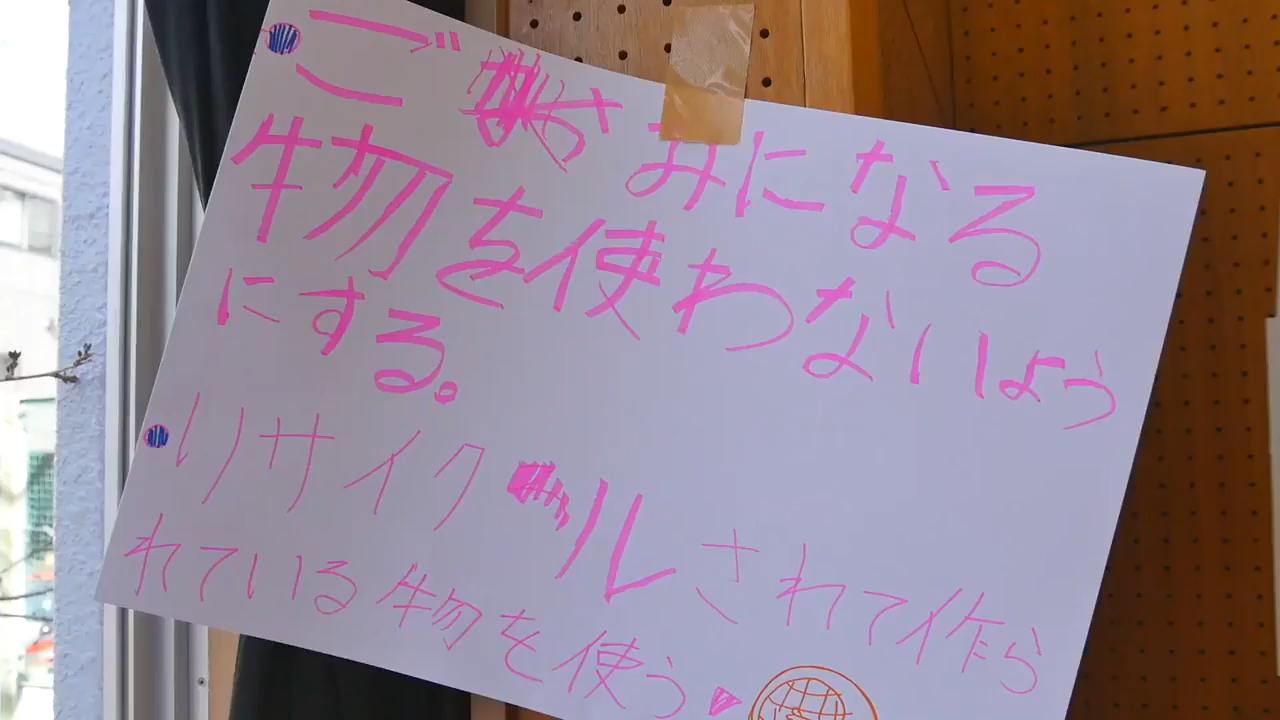 ●ごみになる
物を使わないよう
にする。
●リサイクルされて作ら
れている物を使う